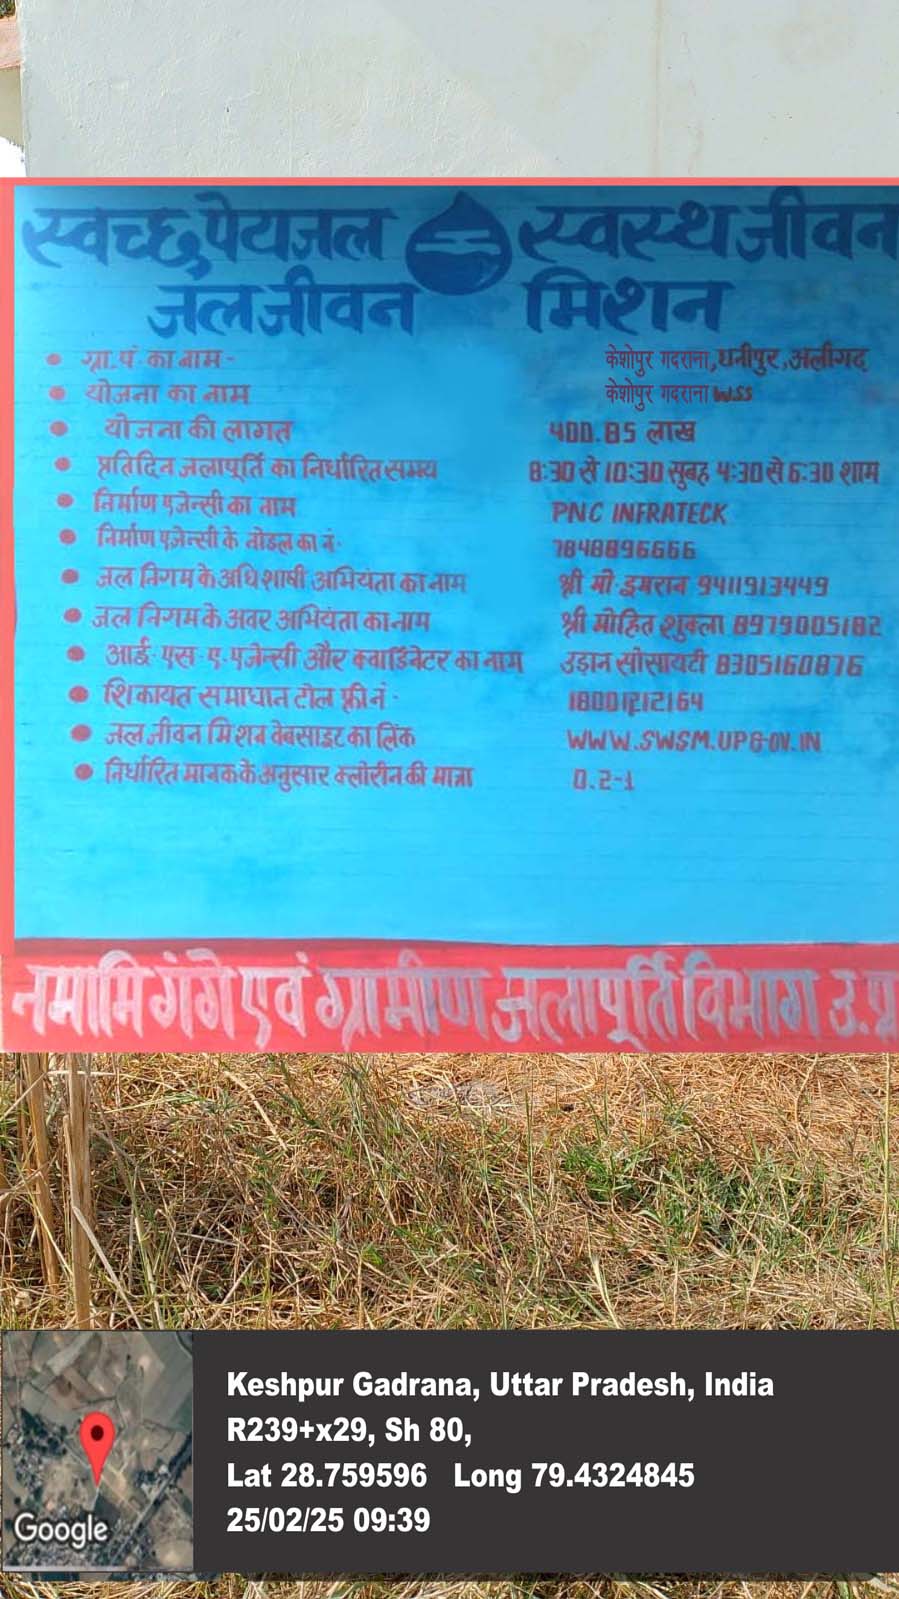 स्वच्छ पेयजल स्वस्थ जीवन
जल जीवन मिशन
ग्रा. पं. का नाम - केशोपुर गदराना, धनीपुर, अलीगढ़
योजना का नाम केशोपुर गदराना WSS
योजना की लागत 400.85 लाख
प्रतिदिन जलापूर्ति का निर्धारित समय 8:30 से 10:30 सुबह 4:30 से 6:30 शाम
निर्माण एजेन्सी का नाम PNC INFRATECK
निर्माण एजेन्सी के नोडल का नं. 7848896666
जल निगम के अधिशाषी अभियंता का नाम श्री मो. इमरान 9411913449
जल निगम के अवर अभियंता का नाम श्री मोहित शुक्ला 8979005182
आई. एस. ए. एजेन्सी और क्वार्डिनेटर का नाम उड़ान सोसायटी 8305160876
शिकायत समाधान टोल फ्री नं. 18001212164
जल जीवन मिशन वेबसाइट का लिंक WWW.SWSM.UPGOV.IN
निर्धारित मानक के अनुसार क्लोरीन की मात्रा 0.2-1
नमामि गंगे एवं ग्रामीण जलापूर्ति विभाग उ.प्र
Keshpur Gadrana, Uttar Pradesh, India
R239+x29, Sh 80,
Lat 28.759596 Long 79.4324845
25/02/25 09:39
Google